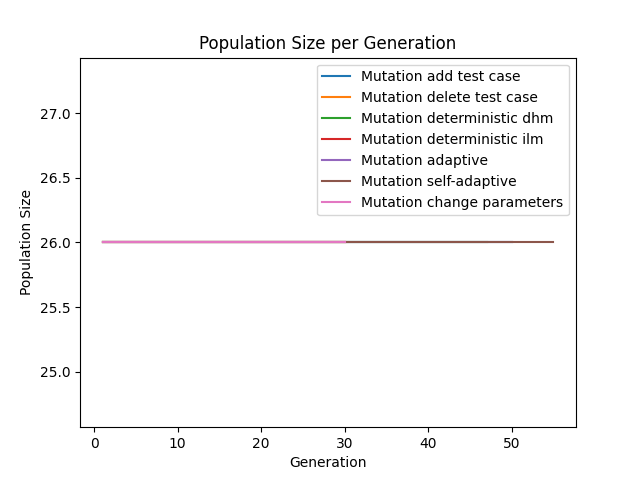 Population Size per Generation
Mutation add test case
Mutation delete test case
Mutation deterministic dhm
Mutation deterministic ilm
Mutation adaptive
Mutation self-adaptive
Mutation change parameters
27.0
26.5
26.0
25.5
25.0
Population Size
0 10 20 30 40 50
Generation